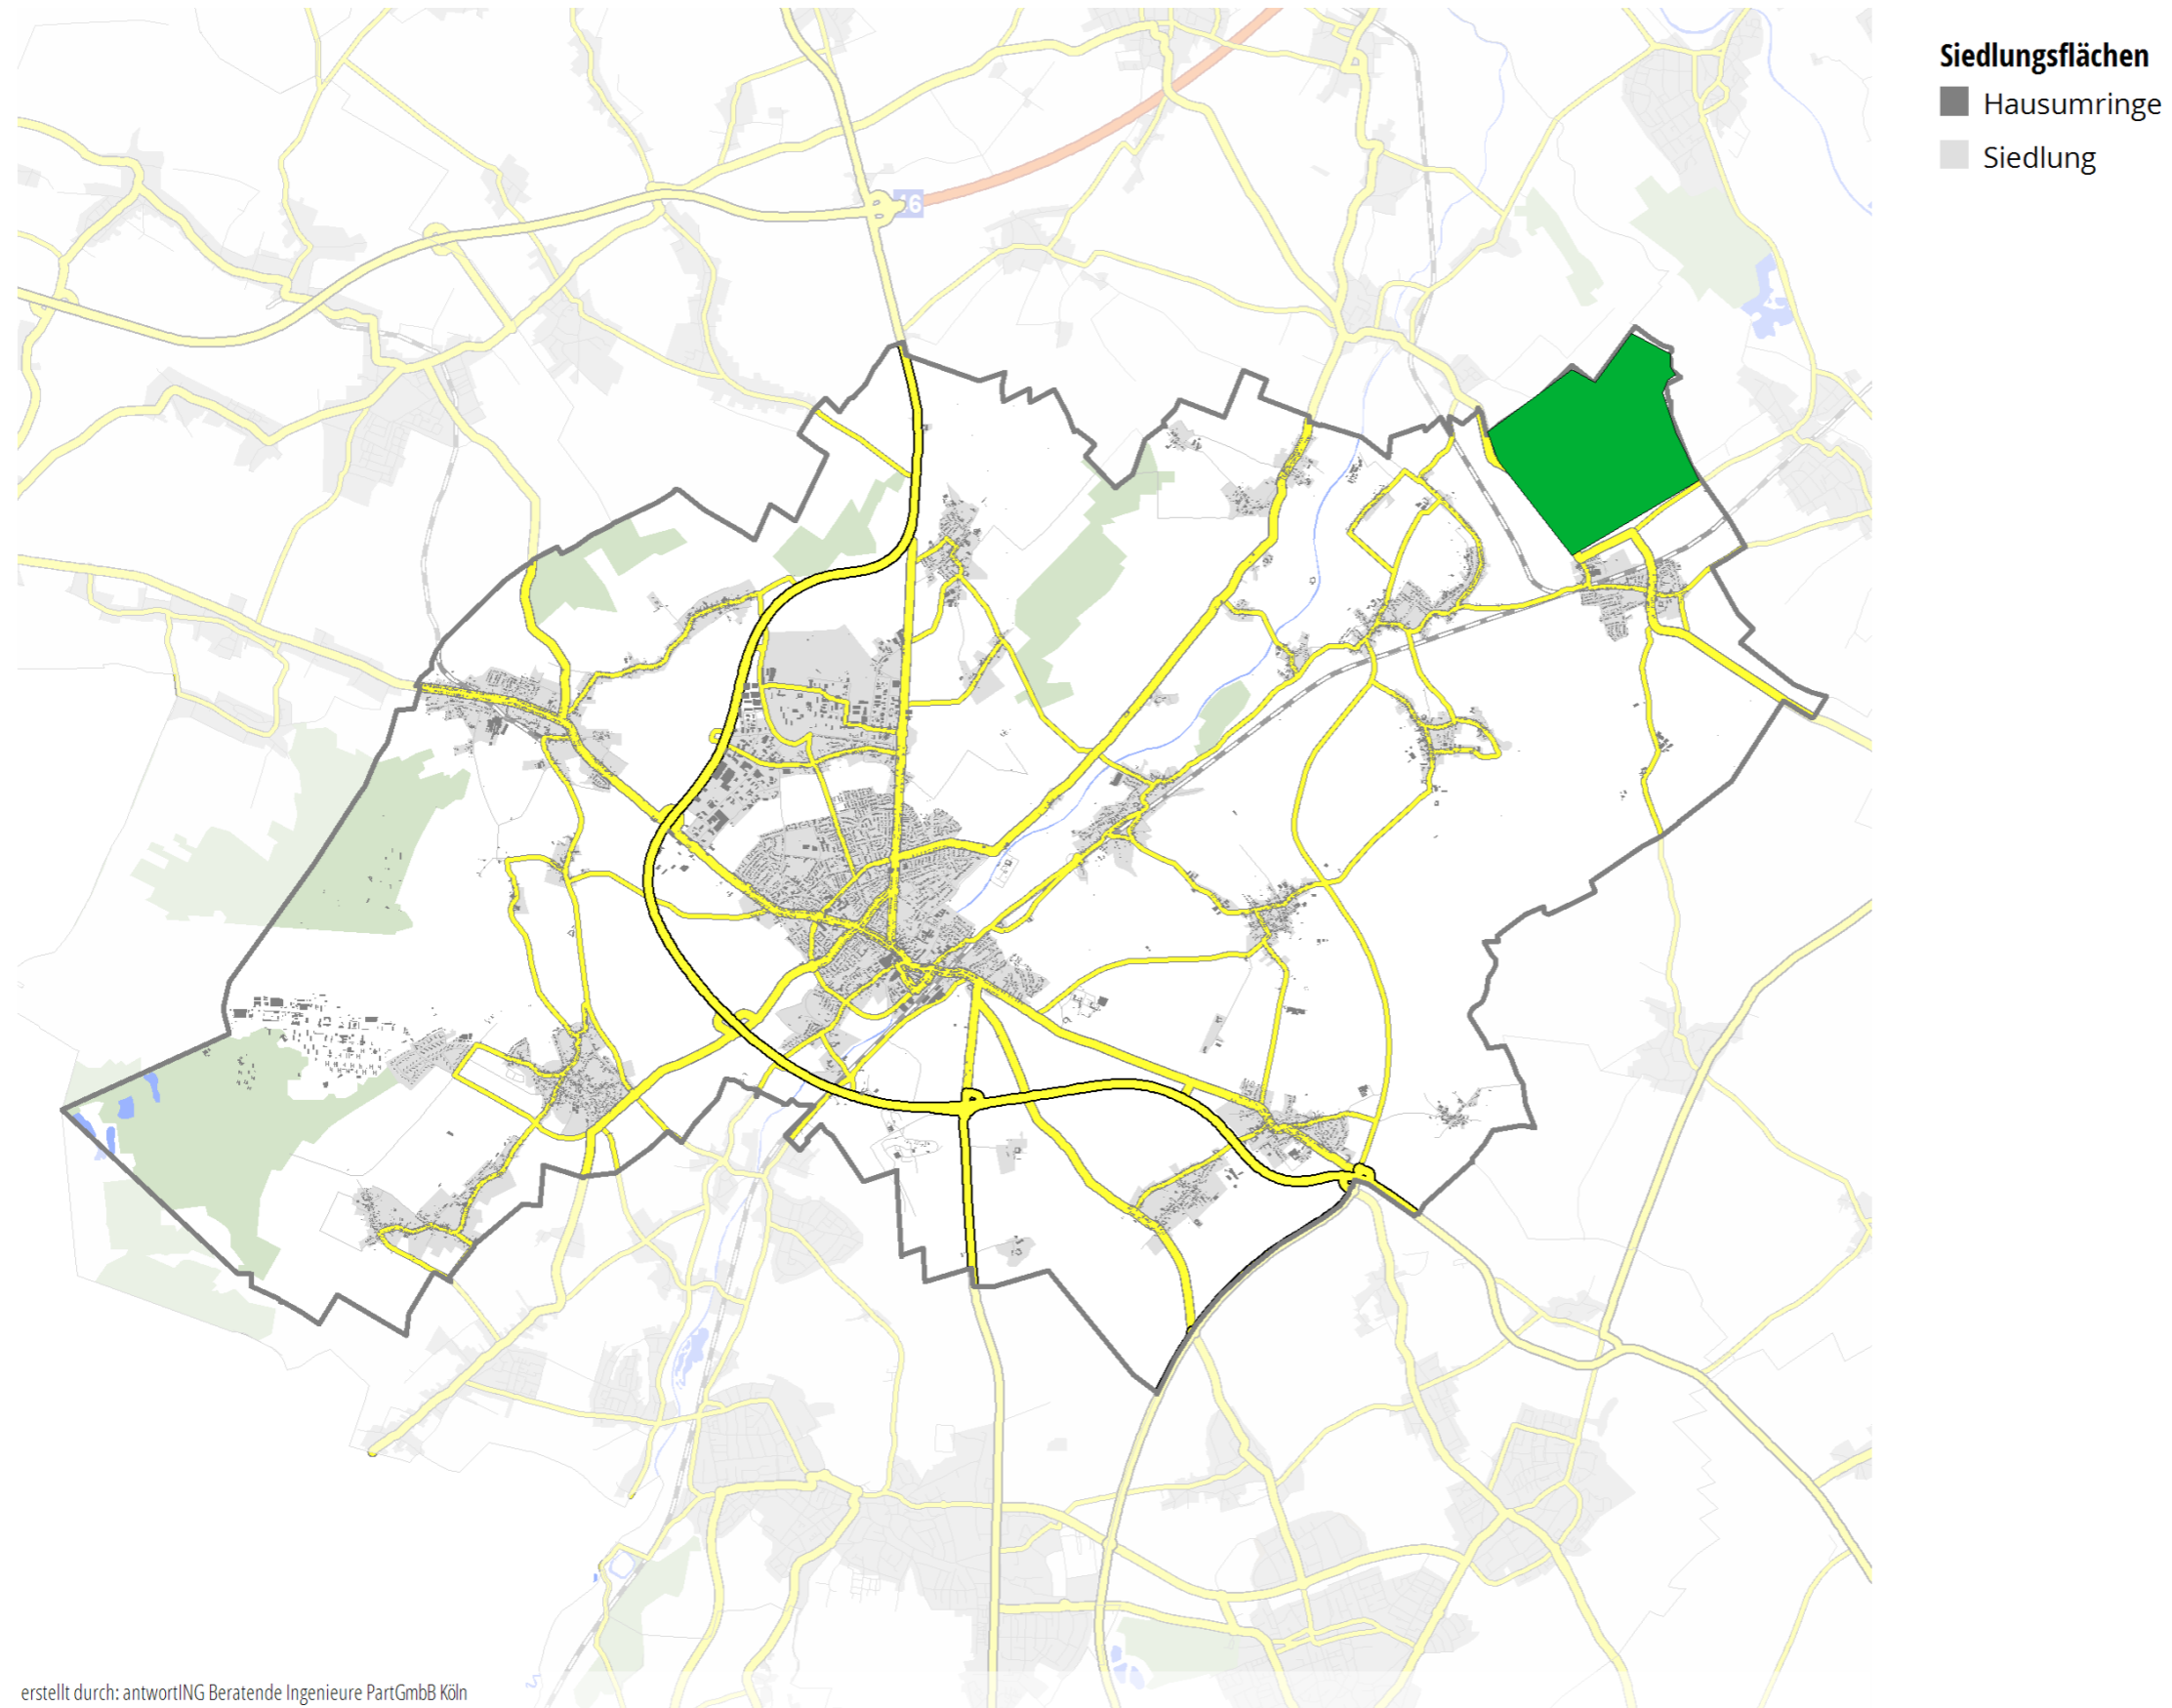 Siedlungsflächen
Hausumringe
Siedlung
erstellt durch: antwortING Beratende Ingenieure PartGmbB Köln